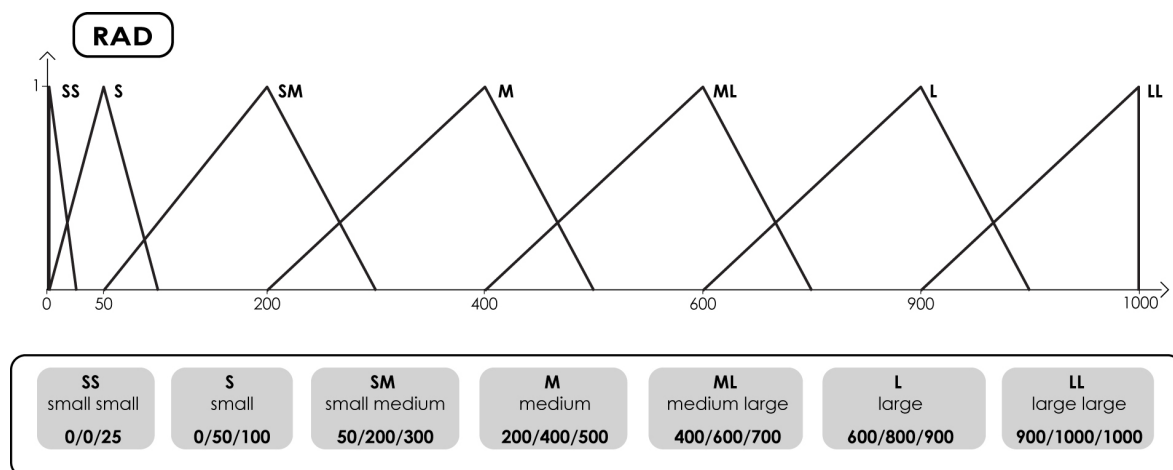 RAD
1
SS S SM M ML L LL
0 50 200 400 600 900 1000
SS
small small
0/0/25
S
small
0/50/100
SM
small medium
50/200/300
M
medium
200/400/500
ML
medium large
400/600/700
L
large
600/800/900
LL
large large
900/1000/1000